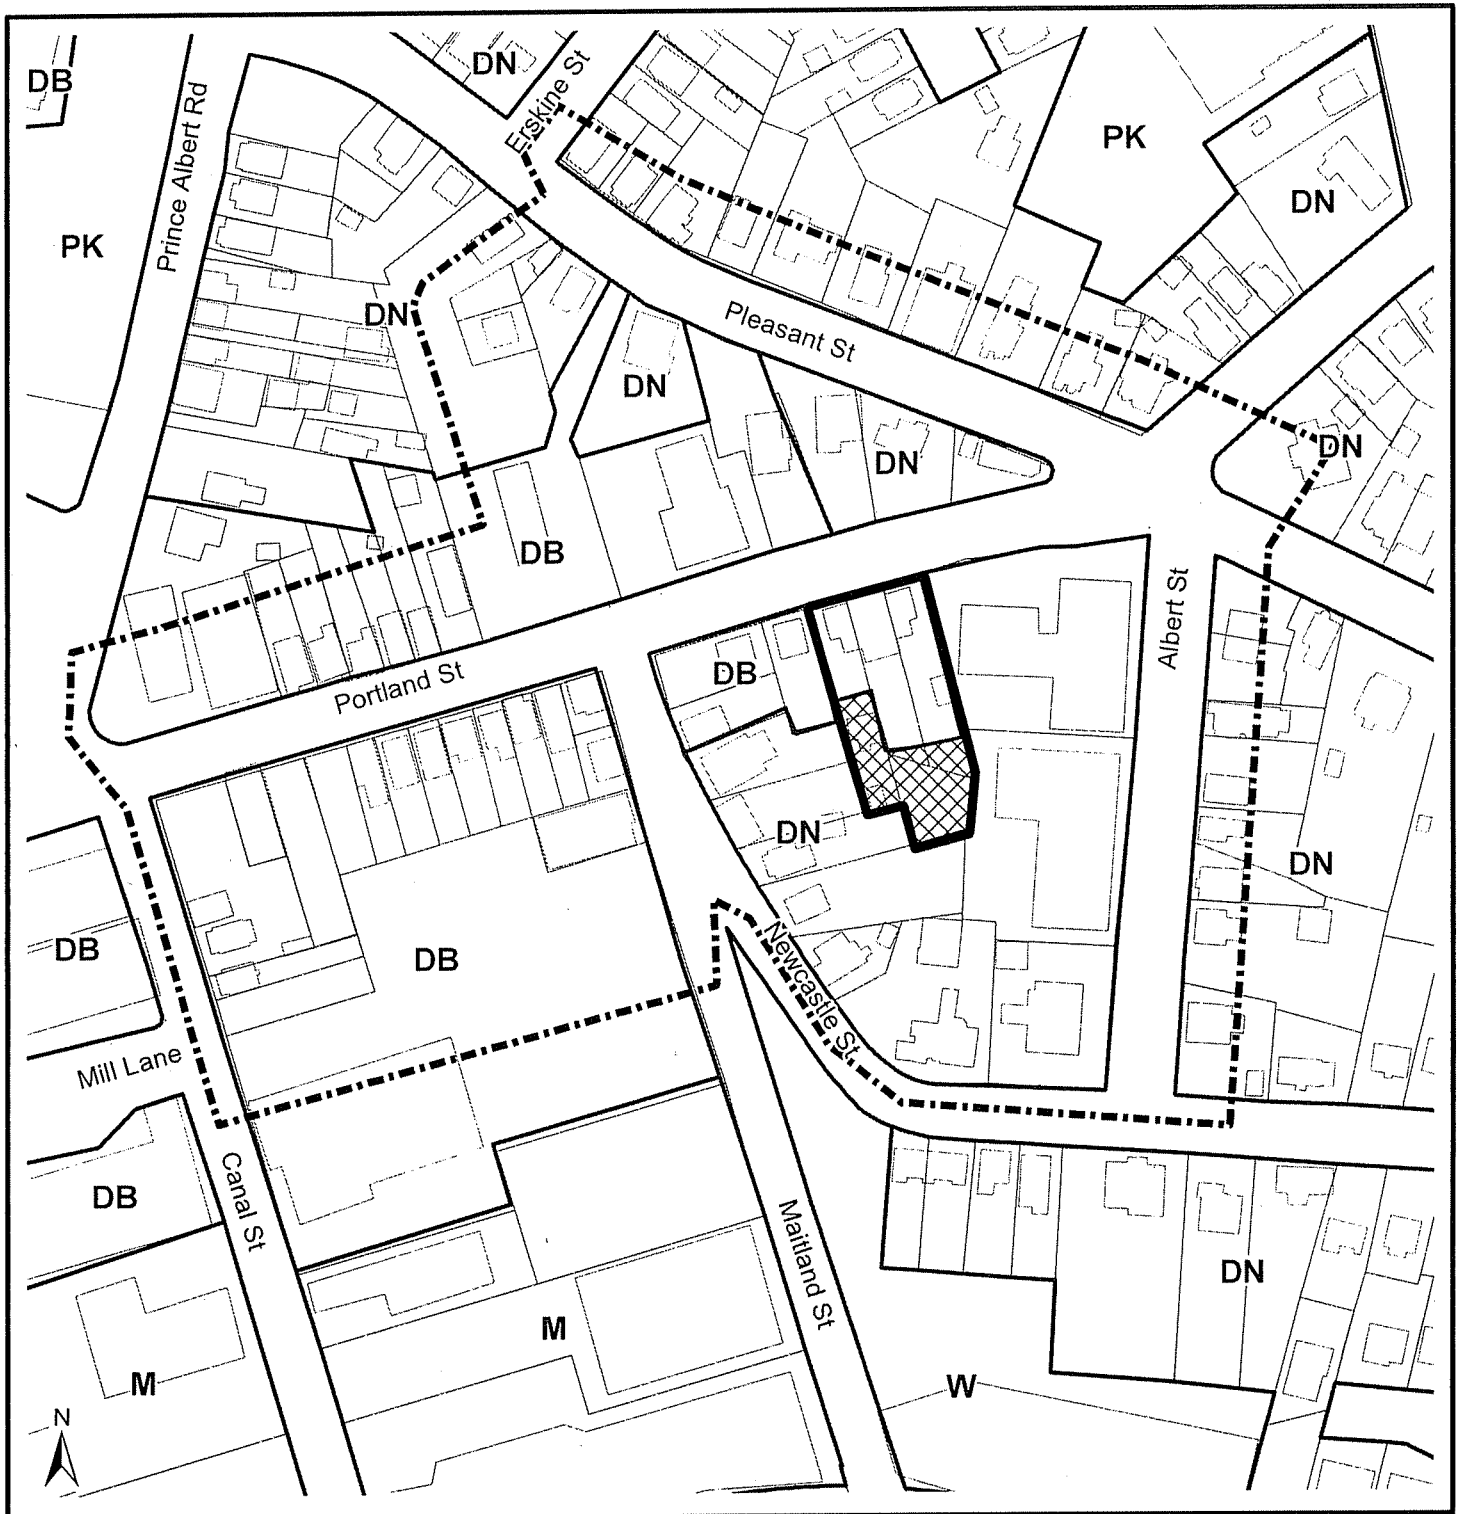 DB
DN
Erskine St
Prince Albert Rd
PK
PK
DN
DN
Pleasant St
DN
DN
DN
DB
Albert St
DB
Portland St
DN
DN
DB
DB
Newcastle St
Mill Lane
DB
Canal St
Maitland St
DN
M
M
W
N